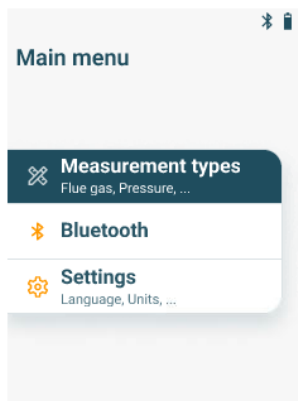 Main menu
Measurement types
Flue gas, Pressure, ...
Bluetooth
Settings
Language, Units, ...